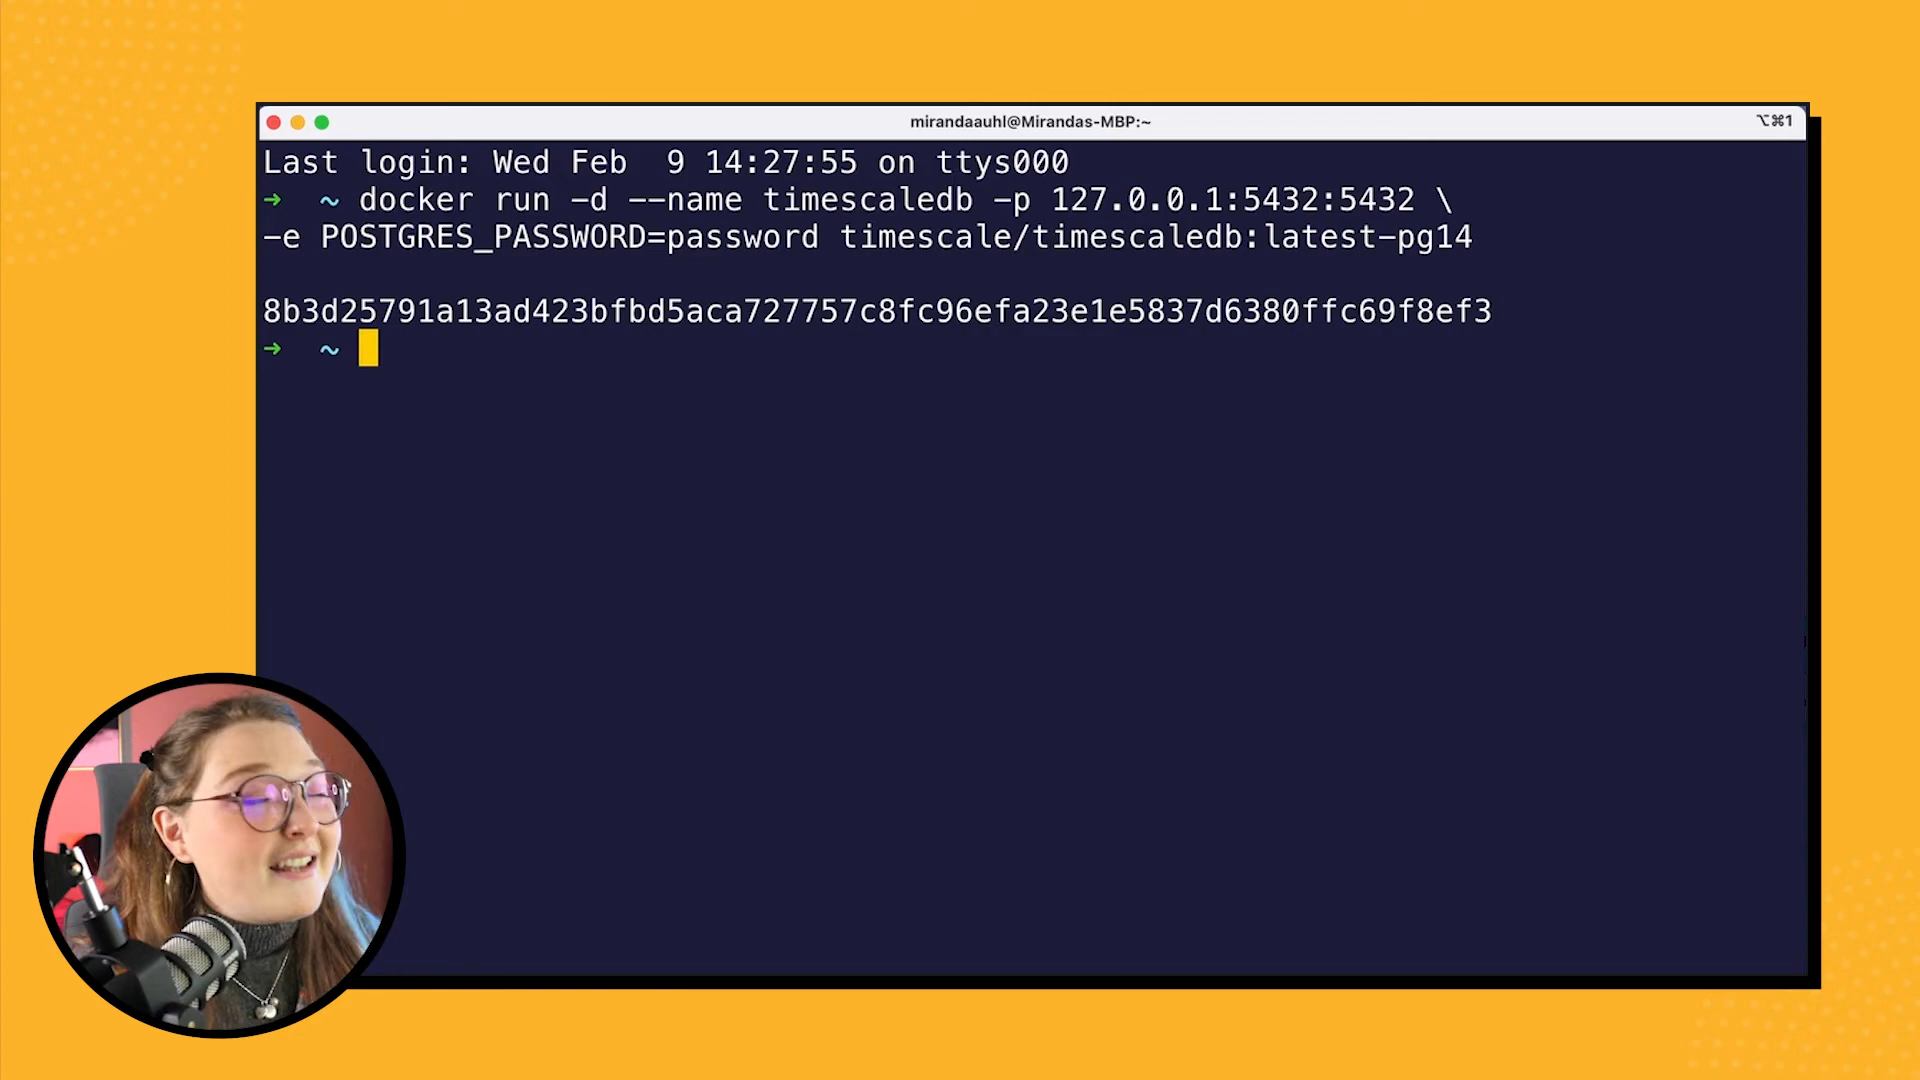 mirandaauhl@Mirandas-MBP:~
⌥⌘1
Last login: Wed Feb  9 14:27:55 on ttys000
➜  ~ docker run -d --name timescaledb -p 127.0.0.1:5432:5432 \
-e POSTGRES_PASSWORD=password timescale/timescaledb:latest-pg14
8b3d25791a13ad423bfbd5aca727757c8fc96efa23e1e5837d6380ffc69f8ef3
➜  ~